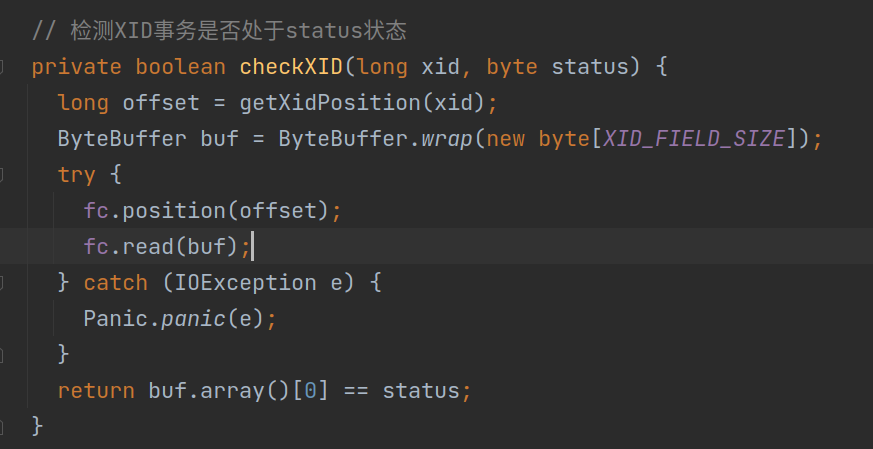 // 检测XID事务是否处于status状态
private boolean checkXID(long xid, byte status) {
long offset = getXidPosition(xid);
ByteBuffer buf = ByteBuffer.wrap(new byte[XID_FIELD_SIZE]);
try {
fc.position(offset);
fc.read(buf);
} catch (IOException e) {
Panic.panic(e);
}
return buf.array()[0] == status;
}